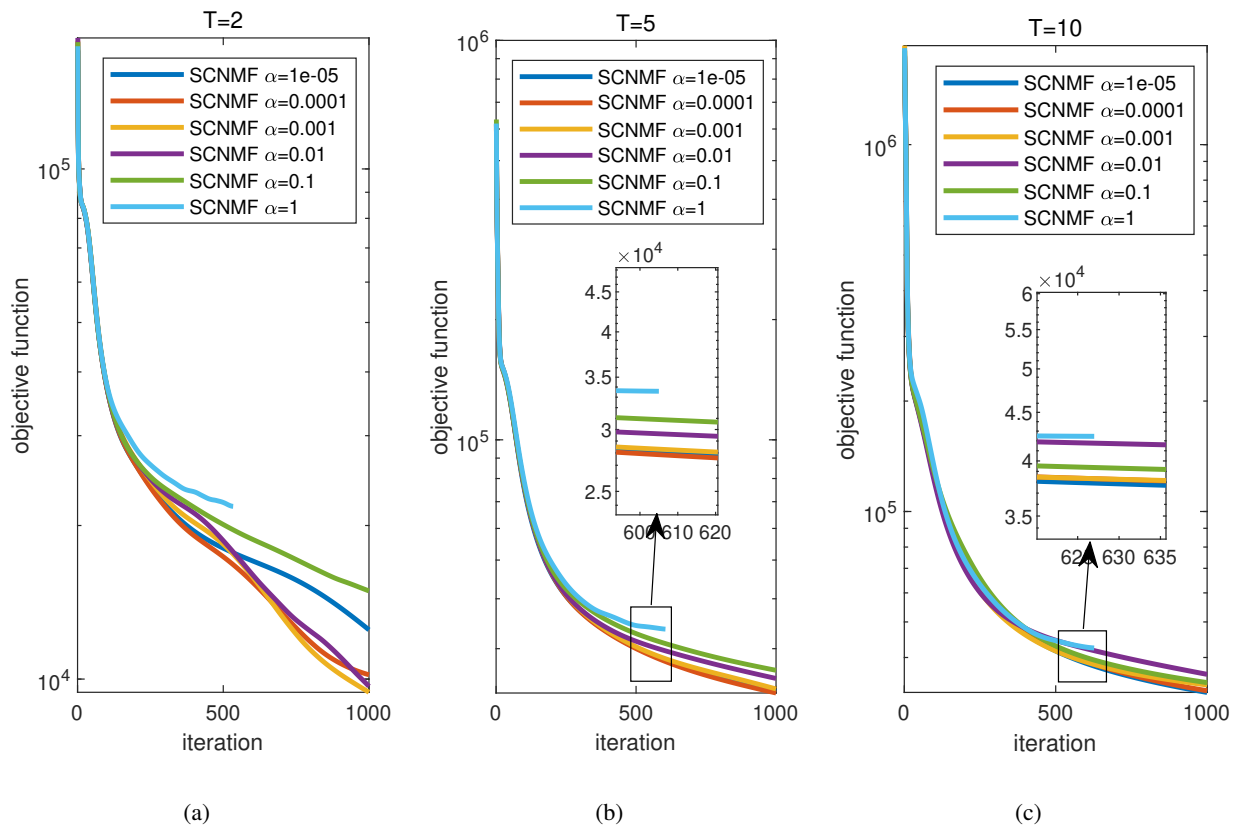 T=2
10^5
10^4
objective function
0
500
1000
iteration
SCNMF α=1e-05
SCNMF α=0.0001
SCNMF α=0.001
SCNMF α=0.01
SCNMF α=0.1
SCNMF α=1
(a)
T=5
10^6
10^5
objective function
0
500
1000
iteration
SCNMF α=1e-05
SCNMF α=0.0001
SCNMF α=0.001
SCNMF α=0.01
SCNMF α=0.1
SCNMF α=1
×10^4
4.5
4
3.5
3
2.5
600
610
620
(b)
T=10
10^6
10^5
objective function
0
500
1000
iteration
SCNMF α=1e-05
SCNMF α=0.0001
SCNMF α=0.001
SCNMF α=0.01
SCNMF α=0.1
SCNMF α=1
×10^4
6
5.5
5
4.5
4
3.5
630
635
(c)